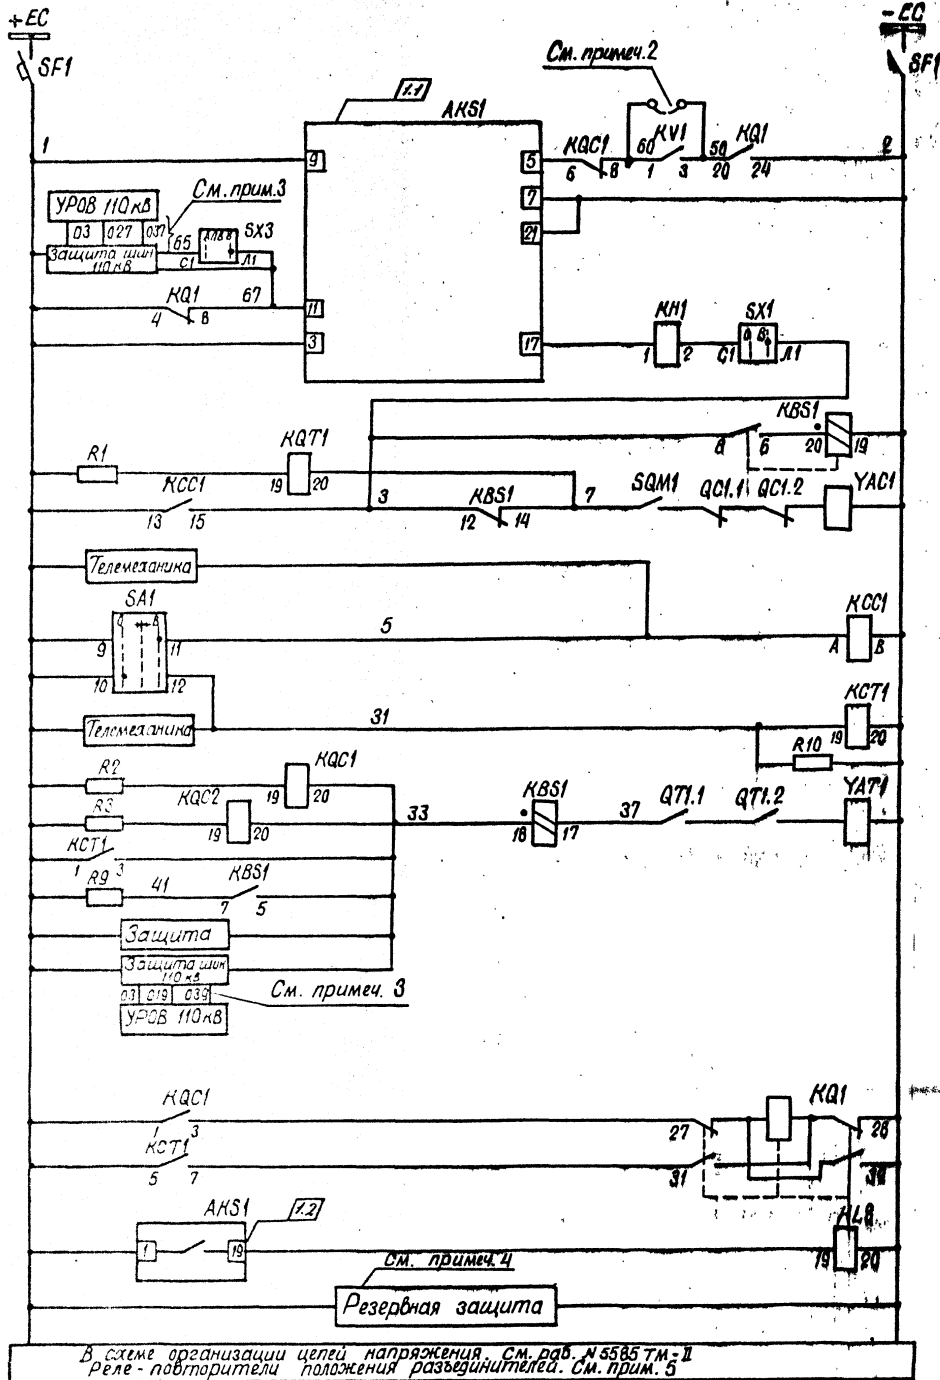 +ЕС
- ЕС
SF1
SF1
См. примеч.2
1.1
AKS1
1
9
5
KQC1
6 8
60
KV1
1 3
50
KQ1
20 24
2
7
21
УРОВ 110кв
03 027 037
См. прим.3
65
SX3
Защита шин
110кв
С1
Л1
KQ1
4 8
67
11
3
17
KH1
1 2
SX1
С1
Л1
KBS1
8 6
20 19
R1
KQT1
19 20
KCC1
13 15
3
KBS1
12 14
7
SQM1
QC1.1
QC1.2
YAC1
Телемеханика
SA1
9 11
10 12
5
KCC1
А В
Телемеханика
31
KCT1
19 20
R10
R2
KQC1
19 20
R3
KQC2
19 20
33
KBS1
18 17
37
QT1.1
QT1.2
YAT1
KCT1
1 3
R9
41
KBS1
7 5
Защита
Защита шин
110кв
03 019 039
См. примеч. 3
УРОВ 110кв
KQC1
1 3
27
KQ1
28
KCT1
5 7
31
AKS1
1.2
1
19
19 20
См. примеч.4
Резервная защита
В схеме организации цепей напряжения. см. раб. N5585 ТМ-II
Реле-повторители положения разъединителей. См. прим. 5